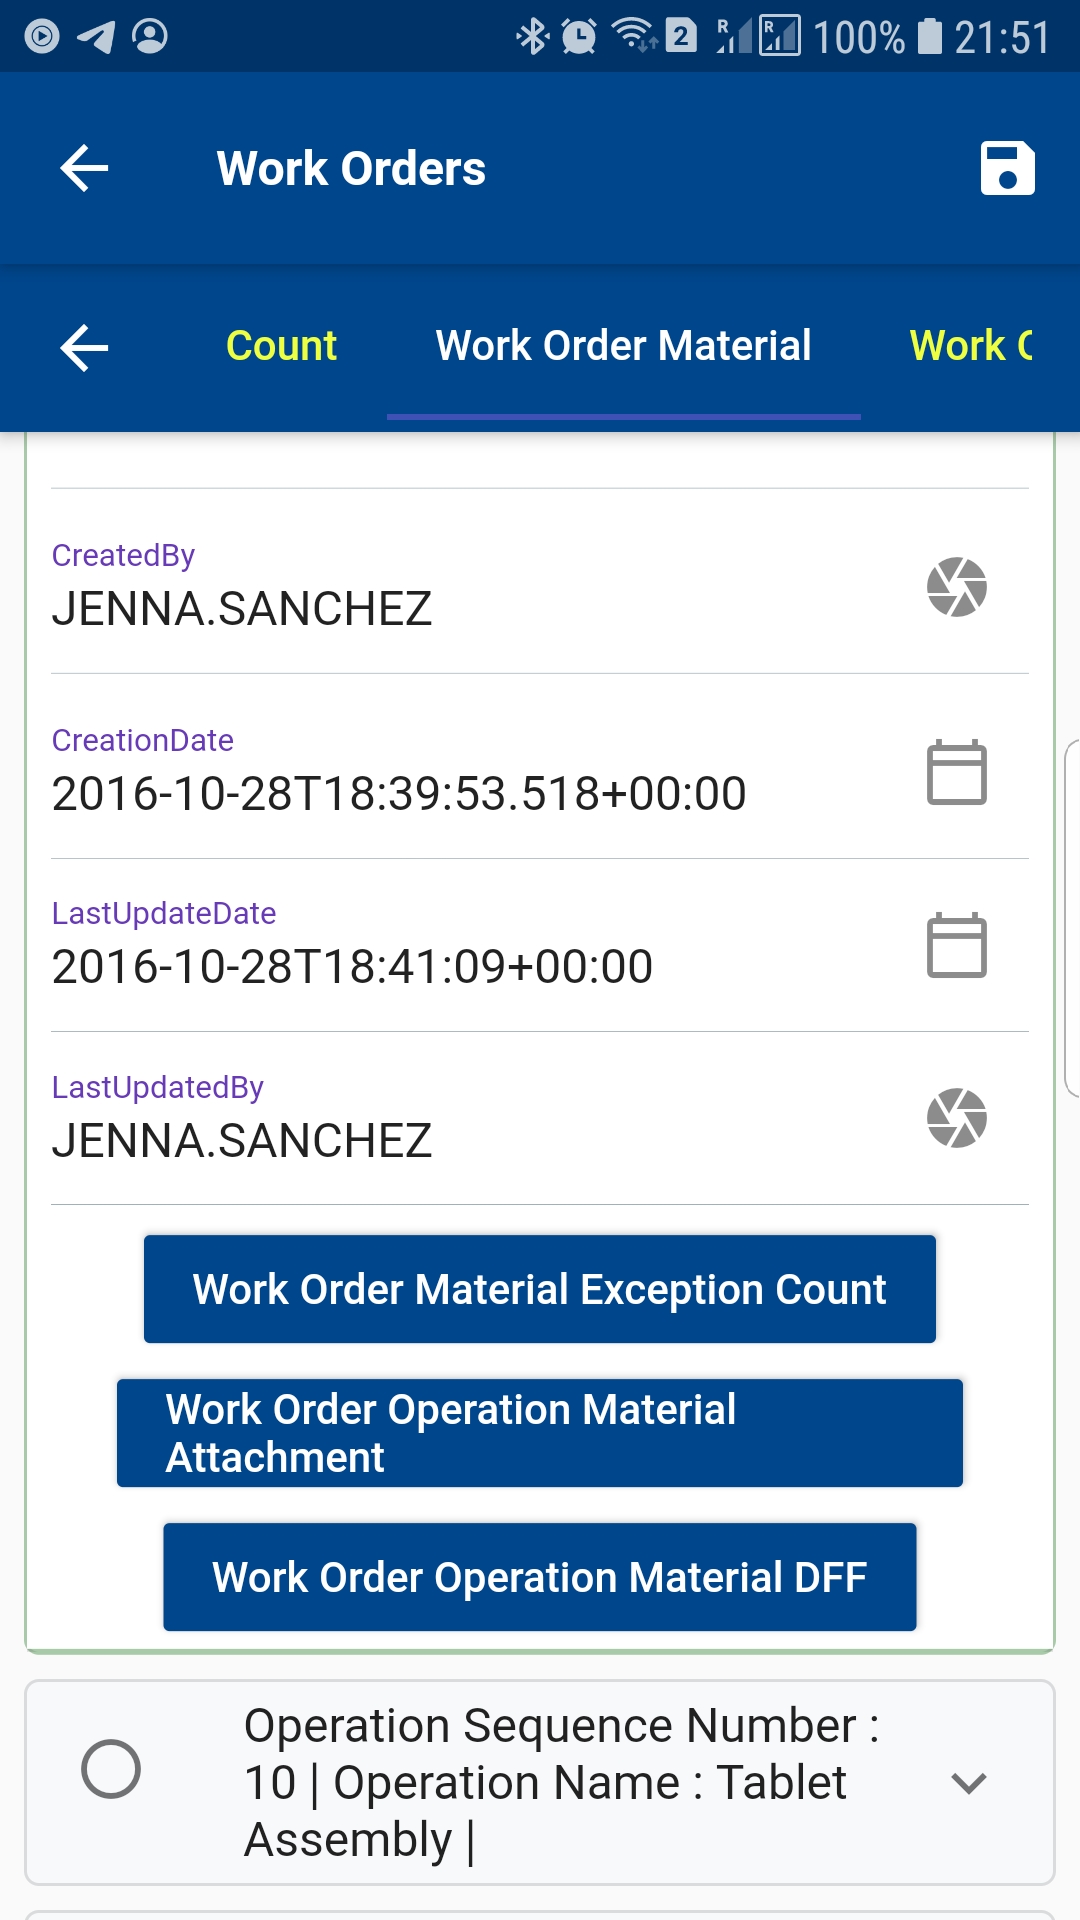 2 R R 100% 21:51
Work Orders
Count Work Order Material Work
CreatedBy
JENNA.SANCHEZ
CreationDate
2016-10-28T18:39:53.518+00:00
LastUpdateDate
2016-10-28T18:41:09+00:00
LastUpdatedBy
JENNA.SANCHEZ
Work Order Material Exception Count
Work Order Operation Material
Attachment
Work Order Operation Material DFF
Operation Sequence Number :
10 | Operation Name : Tablet
Assembly |